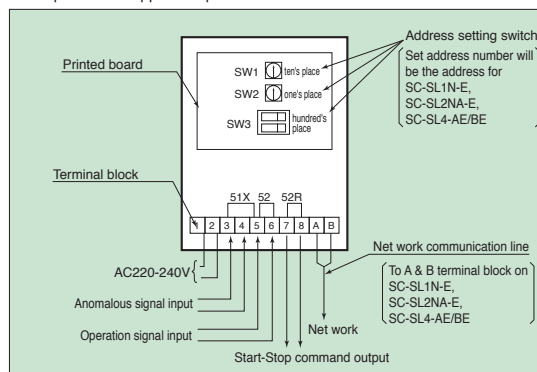 Address setting switch
Set address number will
be the address for
SC-SL1N-E,
SC-SL2NA-E,
SC-SL4-AE/BE
Printed board
SW1 ten's place
SW2 one's place
SW3 hundred's
place
Terminal block
51X 52 52R
1 2 3 4 5 6 7 8 A B
Net work communication line
AC220-240V
To A & B terminal block on
SC-SL1N-E,
SC-SL2NA-E,
SC-SL4-AE/BE
Anomalous signal input
Operation signal input
Net work
Start-Stop command output